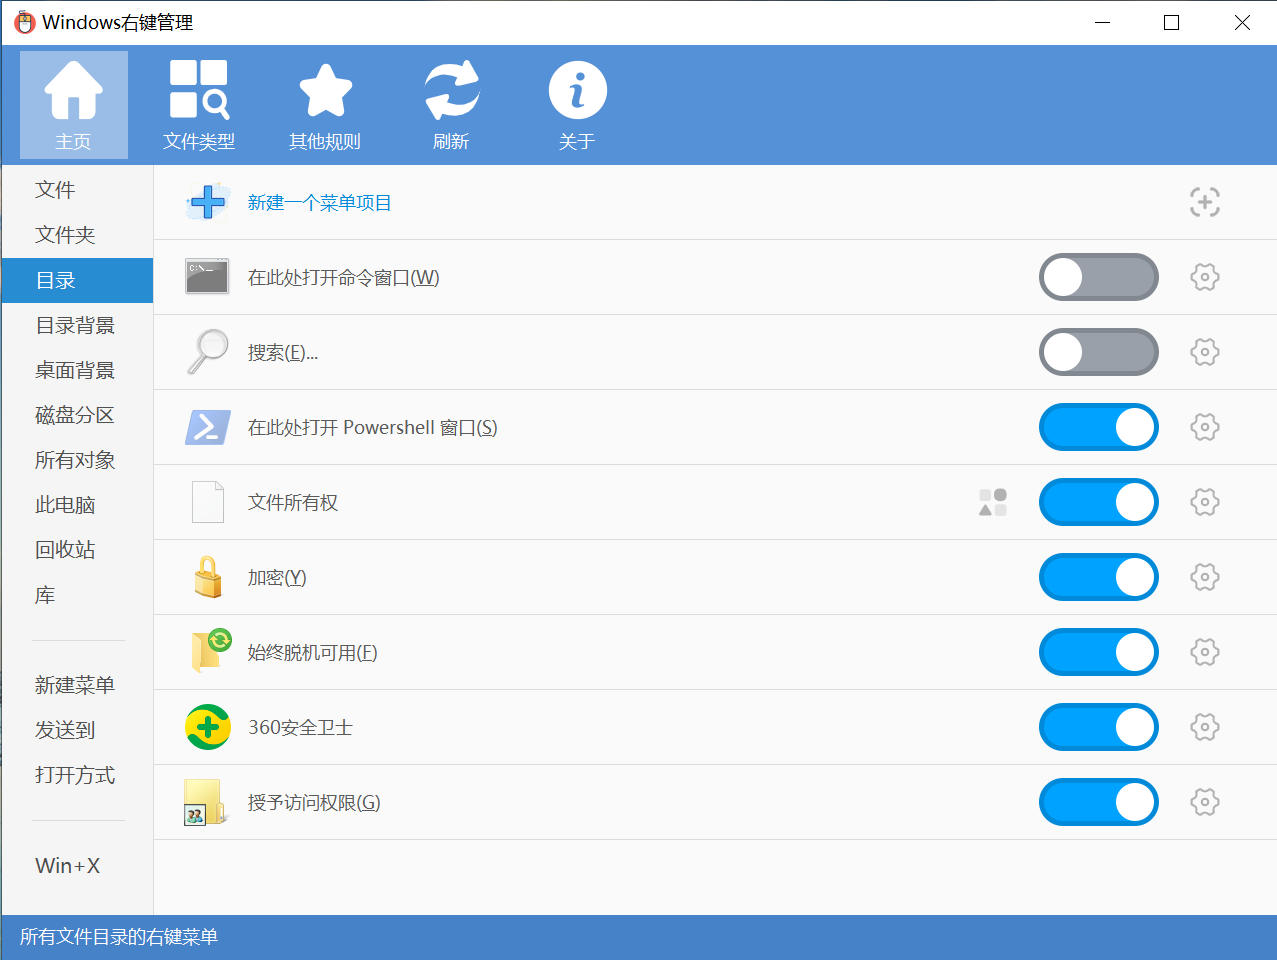 Windows右键管理
主页
文件类型
其他规则
刷新
关于
文件
文件夹
目录
目录背景
桌面背景
磁盘分区
所有对象
此电脑
回收站
库
新建菜单
发送到
打开方式
Win+X
新建一个菜单项目
C:\._
在此处打开命令窗口(W)
搜索(E)...
在此处打开 Powershell 窗口(S)
文件所有权
加密(Y)
始终脱机可用(F)
360安全卫士
授予访问权限(G)
所有文件目录的右键菜单